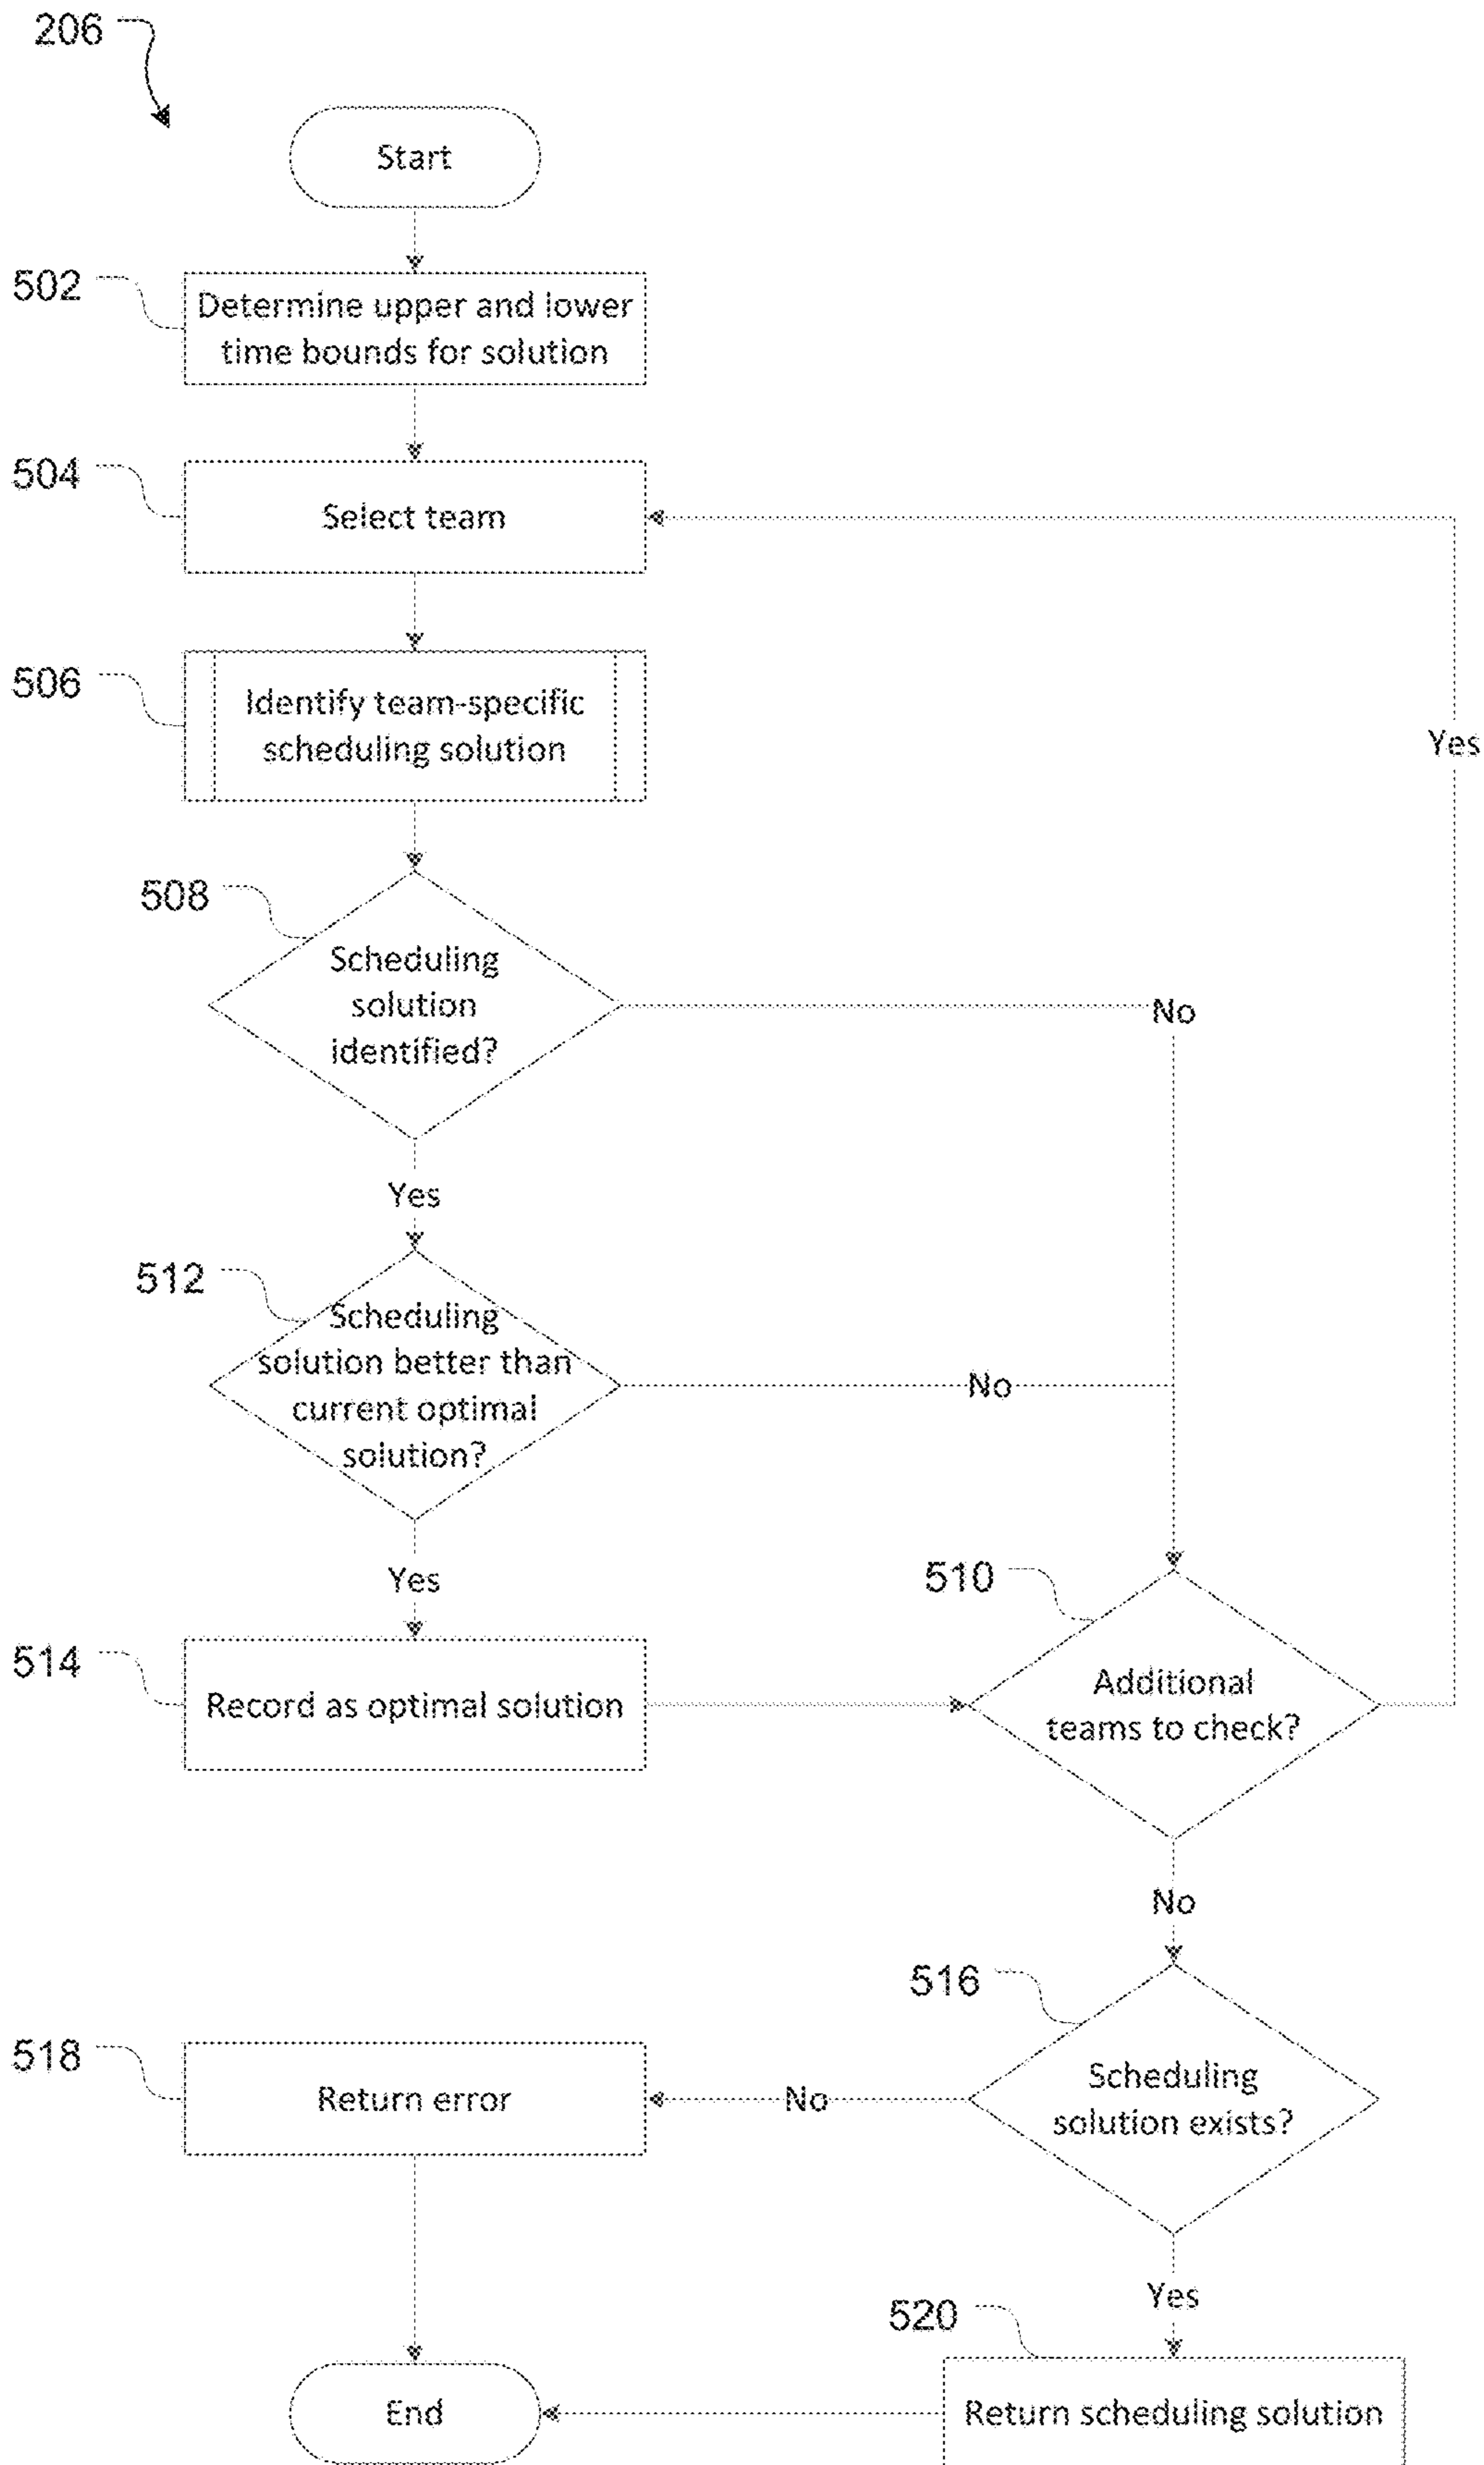 206
Start
502
Determine upper and lower
time bounds for solution
504
Select team
506
Identify team-specific
scheduling solution
Yes
508
Scheduling
solution
identified?
No
Yes
512
Scheduling
solution better than
current optimal
solution?
No
Yes
510
514
Record as optimal solution
Additional
teams to check?
No
516
518
Return error
No
Scheduling
solution exists?
Yes
520
End
Return scheduling solution